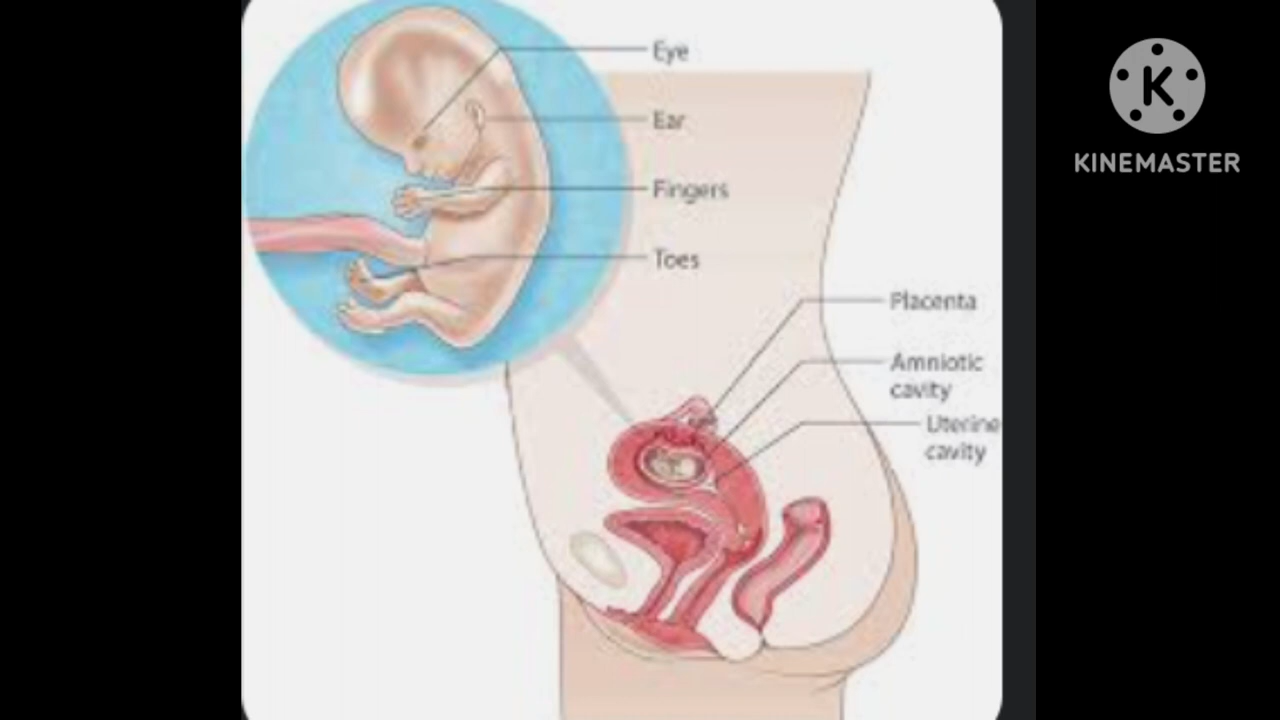 Eye
Ear
Fingers
Toes
Placenta
Amniotic
cavity
Uterine
cavity
K
KINEMASTER